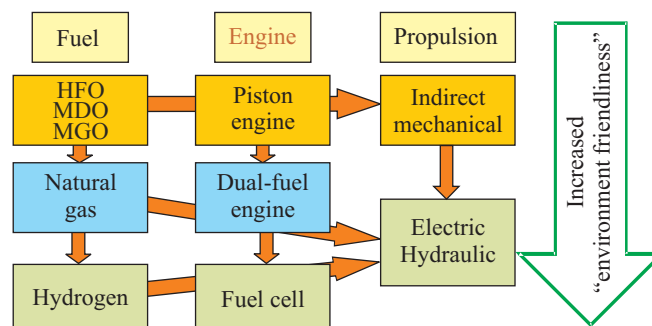 Fuel
Engine
Propulsion
HFO
MDO
MGO
Piston
engine
Indirect
mechanical
Natural
gas
Dual-fuel
engine
Electric
Hydraulic
Hydrogen
Fuel cell
Increased
“environment friendliness”